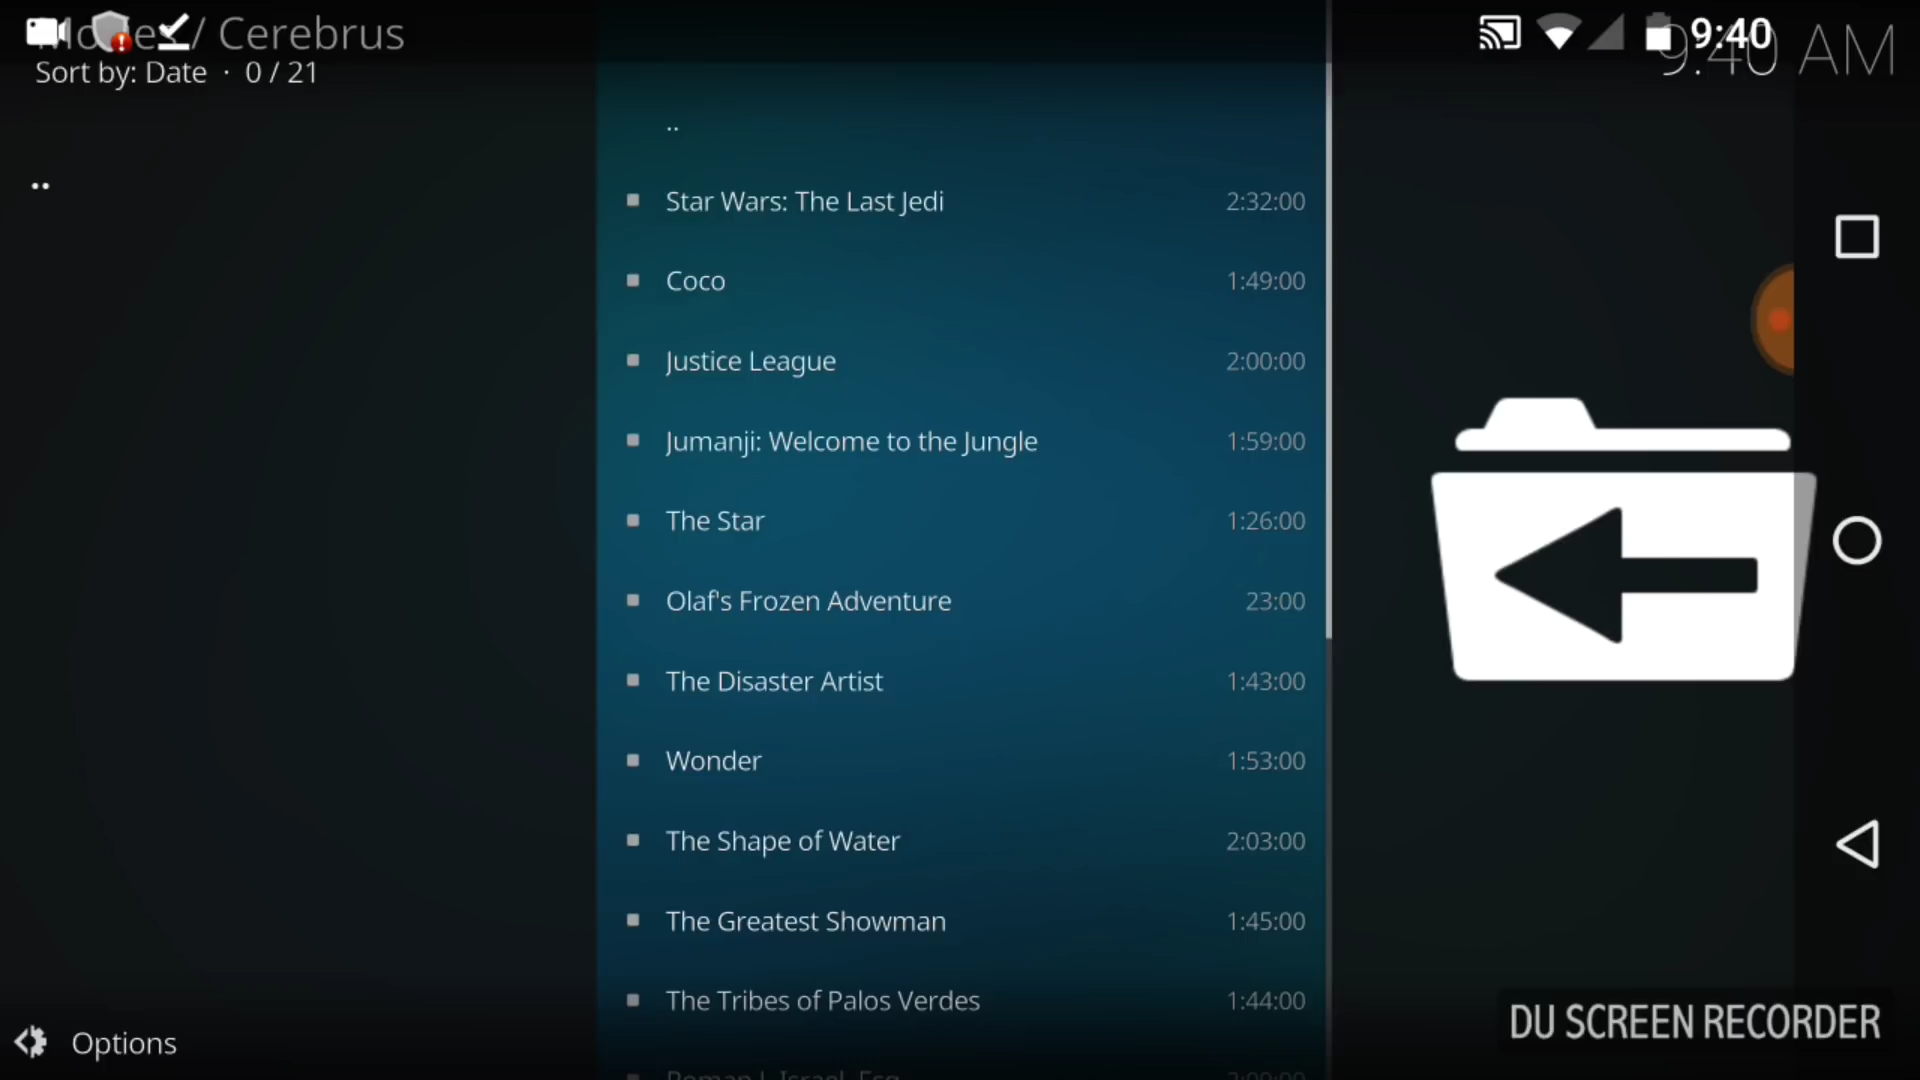 Movies / Cerebrus
9:40
9:40 AM
Sort by: Date · 0 / 21
..
..
Star Wars: The Last Jedi 2:32:00
Coco 1:49:00
Justice League 2:00:00
Jumanji: Welcome to the Jungle 1:59:00
The Star 1:26:00
Olaf's Frozen Adventure 23:00
The Disaster Artist 1:43:00
Wonder 1:53:00
The Shape of Water 2:03:00
The Greatest Showman 1:45:00
The Tribes of Palos Verdes 1:44:00
Roman J. Israel, Esq.
Options
DU SCREEN RECORDER